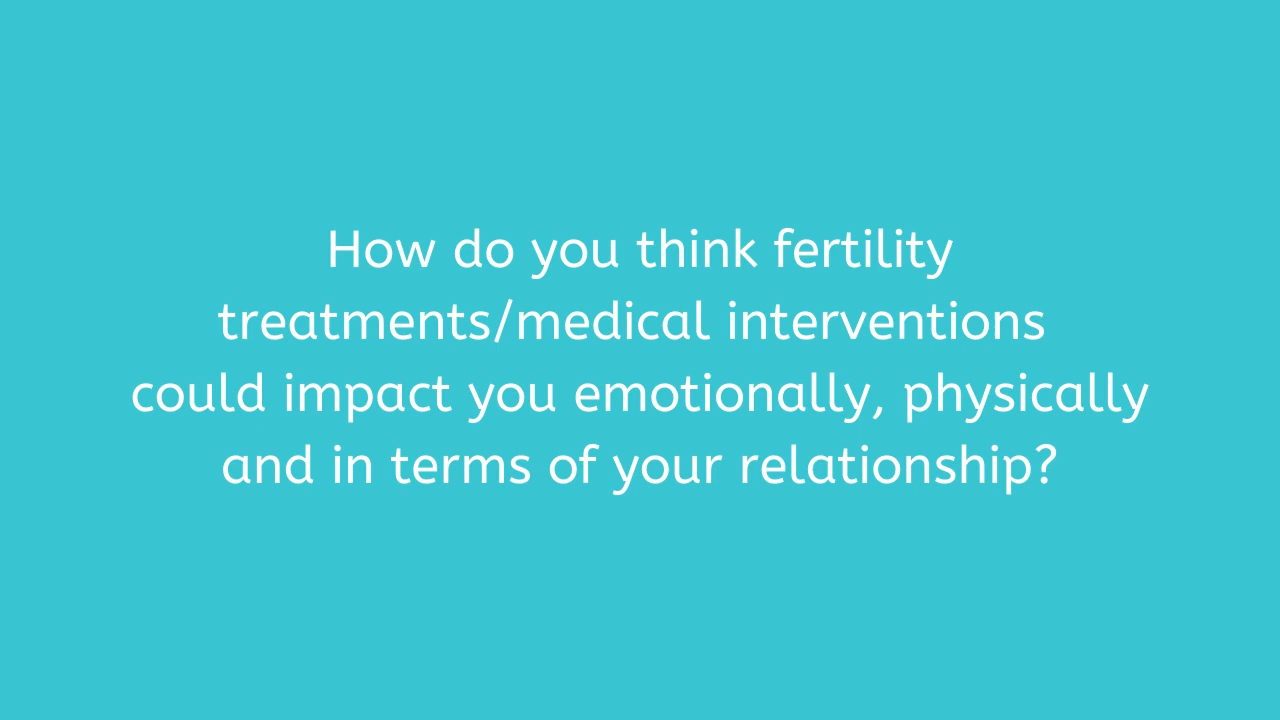 How do you think fertility
treatments/medical interventions
could impact you emotionally, physically
and in terms of your relationship?